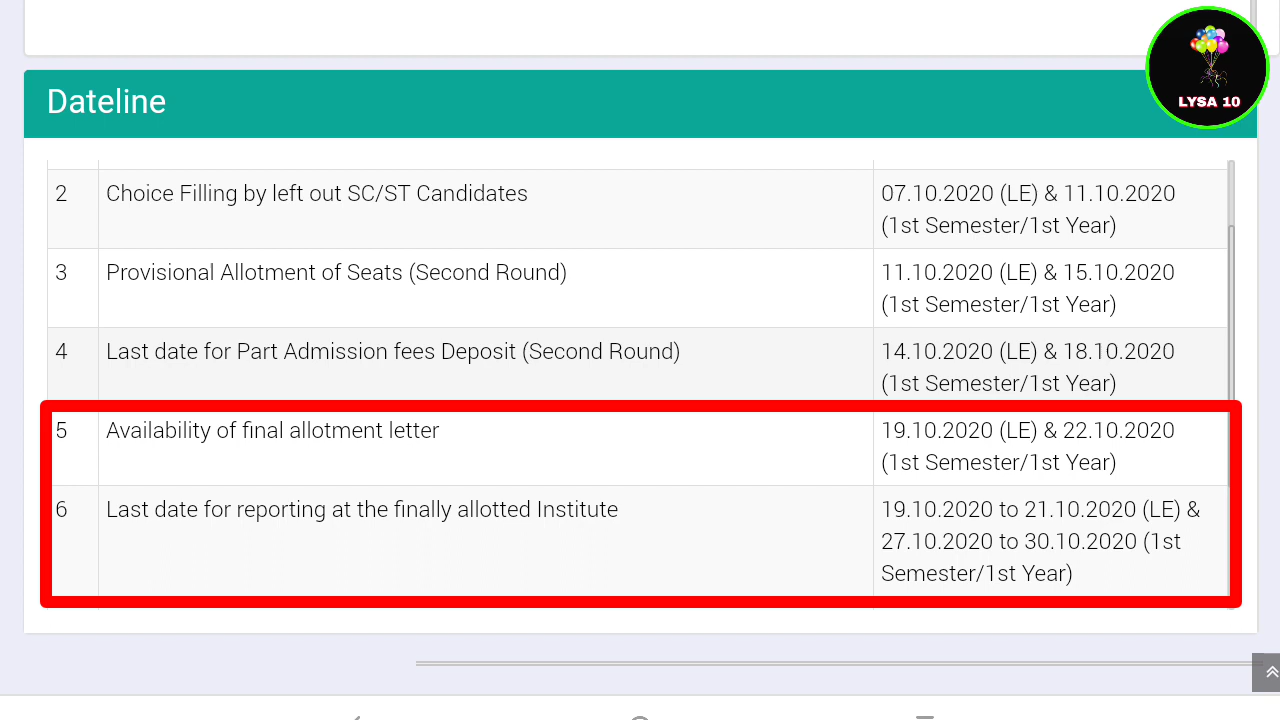 LYSA 10
Dateline
2 Choice Filling by left out SC/ST Candidates 07.10.2020 (LE) & 11.10.2020
(1st Semester/1st Year)
3 Provisional Allotment of Seats (Second Round) 11.10.2020 (LE) & 15.10.2020
(1st Semester/1st Year)
4 Last date for Part Admission fees Deposit (Second Round) 14.10.2020 (LE) & 18.10.2020
(1st Semester/1st Year)
5 Availability of final allotment letter 19.10.2020 (LE) & 22.10.2020
(1st Semester/1st Year)
6 Last date for reporting at the finally allotted Institute 19.10.2020 to 21.10.2020 (LE) &
27.10.2020 to 30.10.2020 (1st
Semester/1st Year)